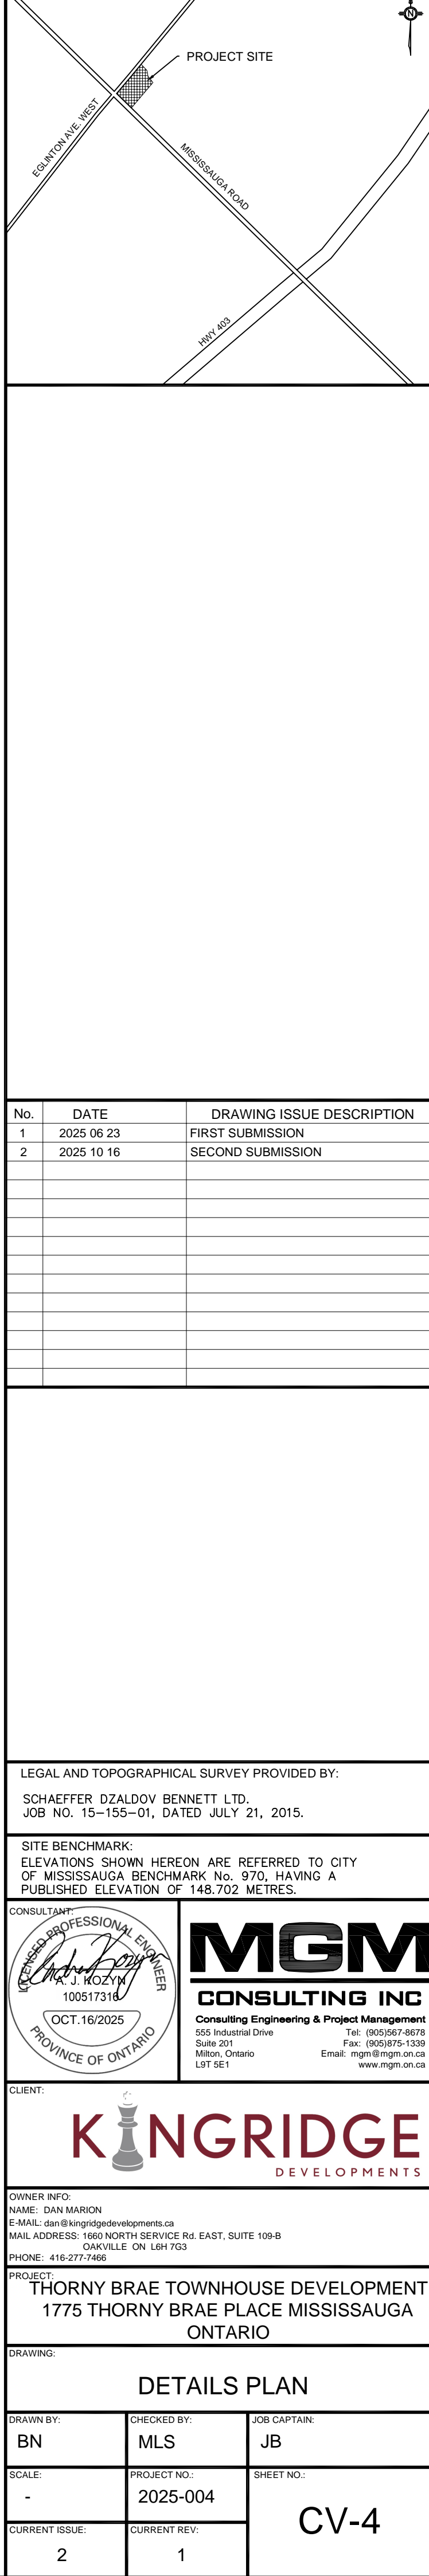 N
PROJECT SITE
EGLINTON AVE. WEST
MISSISSAUGA ROAD
HWY 403
No. DATE DRAWING ISSUE DESCRIPTION
1 2025 06 23 FIRST SUBMISSION
2 2025 10 16 SECOND SUBMISSION
LEGAL AND TOPOGRAPHICAL SURVEY PROVIDED BY:
SCHAEFFER DZALDOV BENNETT LTD.
JOB NO. 15-155-01, DATED JULY 21, 2015.
SITE BENCHMARK:
ELEVATIONS SHOWN HEREON ARE REFERRED TO CITY
OF MISSISSAUGA BENCHMARK No. 970, HAVING A
PUBLISHED ELEVATION OF 148.702 METRES.
CONSULTANT:
LICENSED PROFESSIONAL ENGINEER
A. J. KOZYN
100517316
OCT.16/2025
PROVINCE OF ONTARIO
MGM
CONSULTING INC
Consulting Engineering & Project Management
555 Industrial Drive Tel: (905)567-8678
Suite 201 Fax: (905)875-1339
Milton, Ontario Email: mgm@mgm.on.ca
L9T 5E1 www.mgm.on.ca
CLIENT:
KINGRIDGE
DEVELOPMENTS
OWNER INFO:
NAME: DAN MARION
E-MAIL: dan@kingridgedevelopments.ca
MAIL ADDRESS: 1660 NORTH SERVICE Rd. EAST, SUITE 109-B
OAKVILLE ON L6H 7G3
PHONE: 416-277-7466
PROJECT:
THORNY BRAE TOWNHOUSE DEVELOPMENT
1775 THORNY BRAE PLACE MISSISSAUGA
ONTARIO
DRAWING:
DETAILS PLAN
DRAWN BY: CHECKED BY: JOB CAPTAIN:
BN MLS JB
SCALE: PROJECT NO.: SHEET NO.:
- 2025-004
CV-4
CURRENT ISSUE: CURRENT REV:
2 1